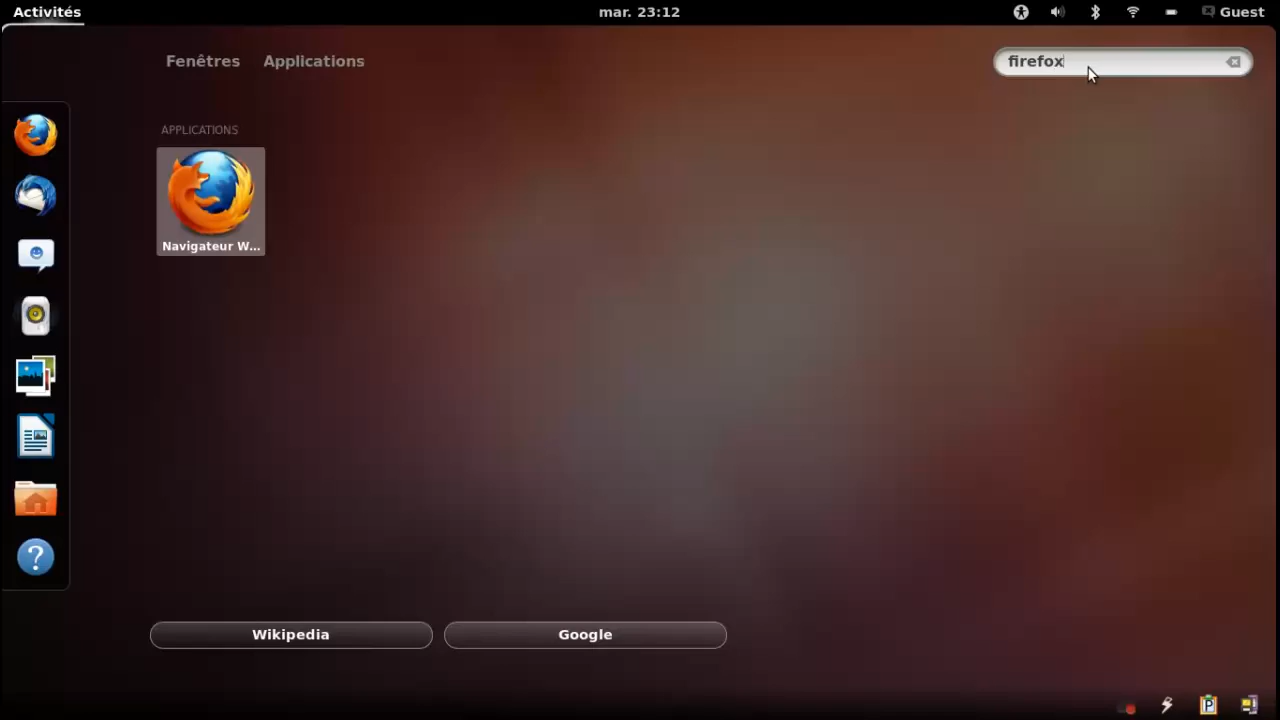 Activités
mar. 23:12
Guest
Fenêtres
Applications
firefox
APPLICATIONS
Navigateur W...
Wikipedia
Google